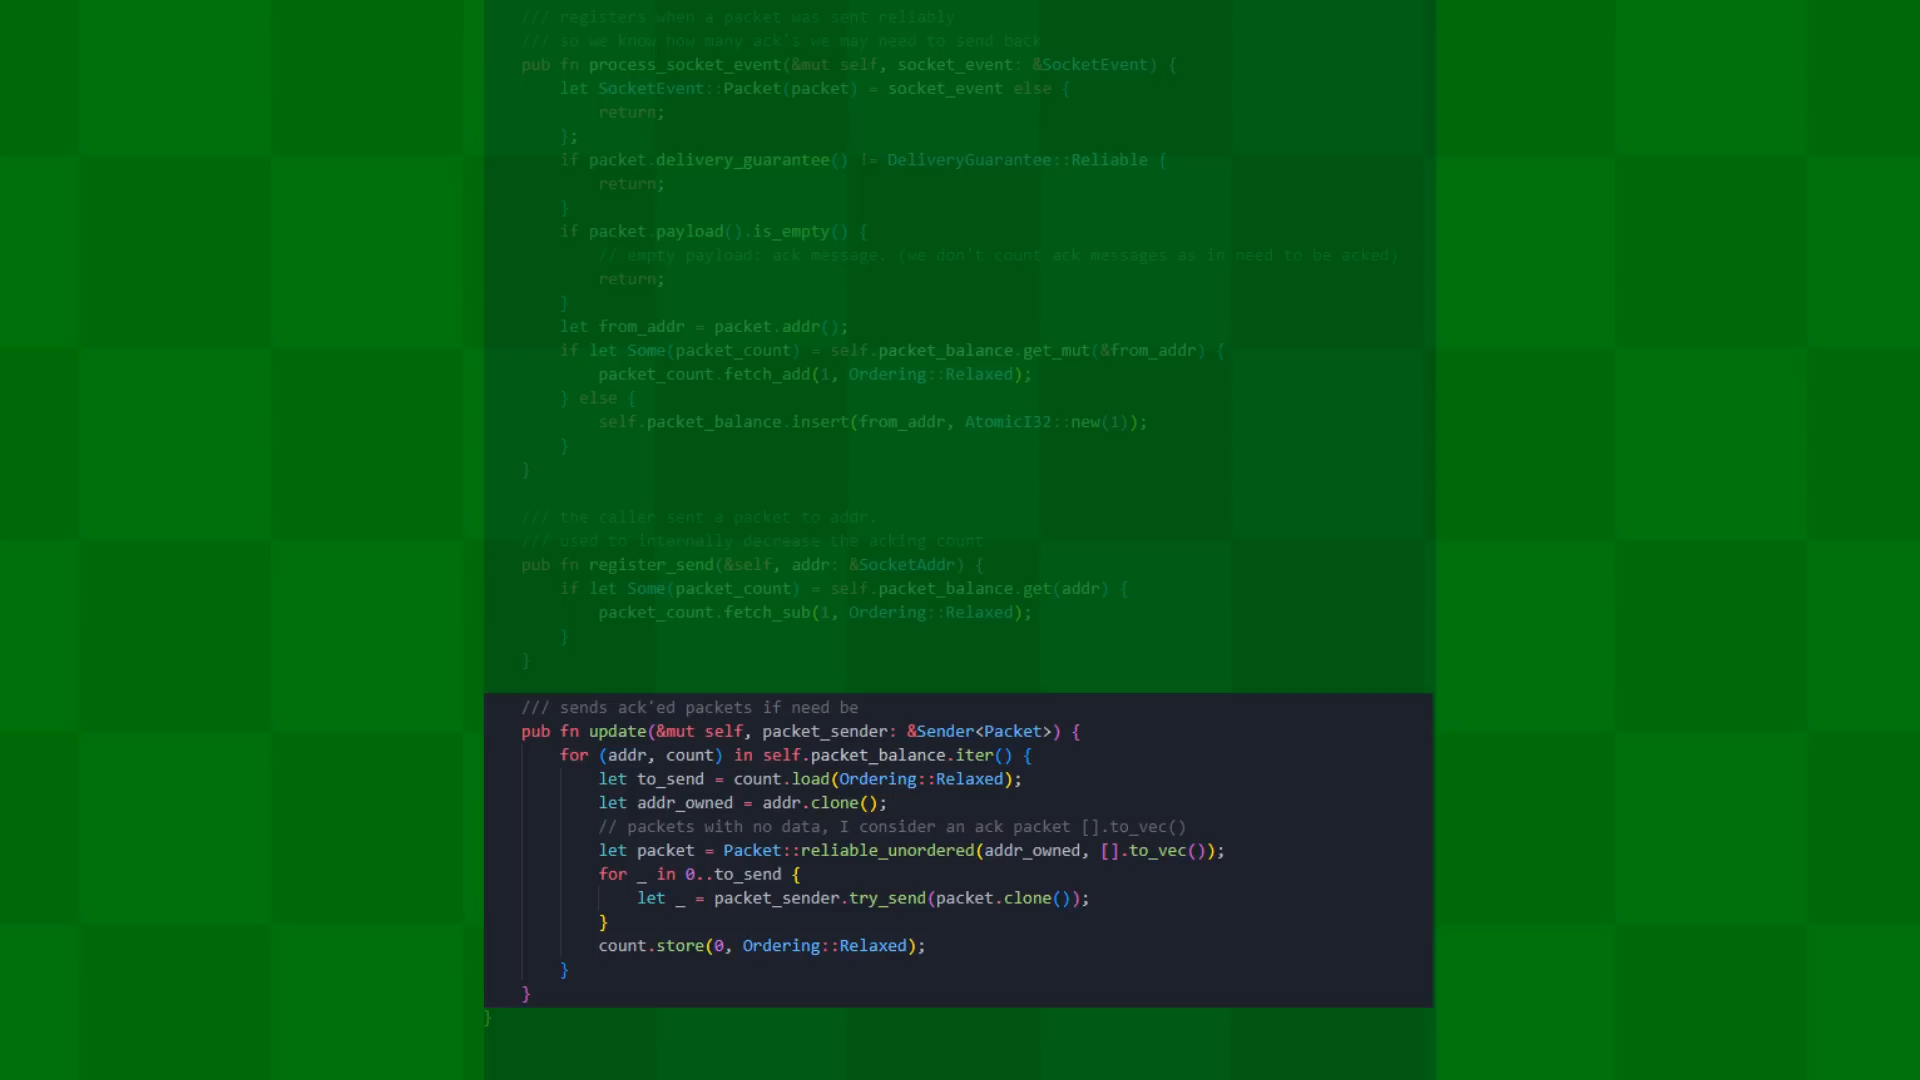 /// registers when a packet was sent reliably
/// so we know how many ack's we may need to send back
pub fn process_socket_event(&mut self, socket_event: &SocketEvent) {
let SocketEvent::Packet(packet) = socket_event else {
return;
};
if packet.delivery_guarantee() != DeliveryGuarantee::Reliable {
return;
}
if packet.payload().is_empty() {
// empty payload: ack message. (we don't count ack messages as in need to be acked)
return;
}
let from_addr = packet.addr();
if let Some(packet_count) = self.packet_balance.get_mut(&from_addr) {
packet_count.fetch_add(1, Ordering::Relaxed);
} else {
self.packet_balance.insert(from_addr, AtomicI32::new(1));
}
}
/// the caller sent a packet to addr.
/// used to internally decrease the acking count
pub fn register_send(&self, addr: &SocketAddr) {
if let Some(packet_count) = self.packet_balance.get(addr) {
packet_count.fetch_sub(1, Ordering::Relaxed);
}
}
/// sends ack'ed packets if need be
pub fn update(&mut self, packet_sender: &Sender<Packet>) {
for (addr, count) in self.packet_balance.iter() {
let to_send = count.load(Ordering::Relaxed);
let addr_owned = addr.clone();
// packets with no data, I consider an ack packet [].to_vec()
let packet = Packet::reliable_unordered(addr_owned, [].to_vec());
for _ in 0..to_send {
let _ = packet_sender.try_send(packet.clone());
}
count.store(0, Ordering::Relaxed);
}
}
}